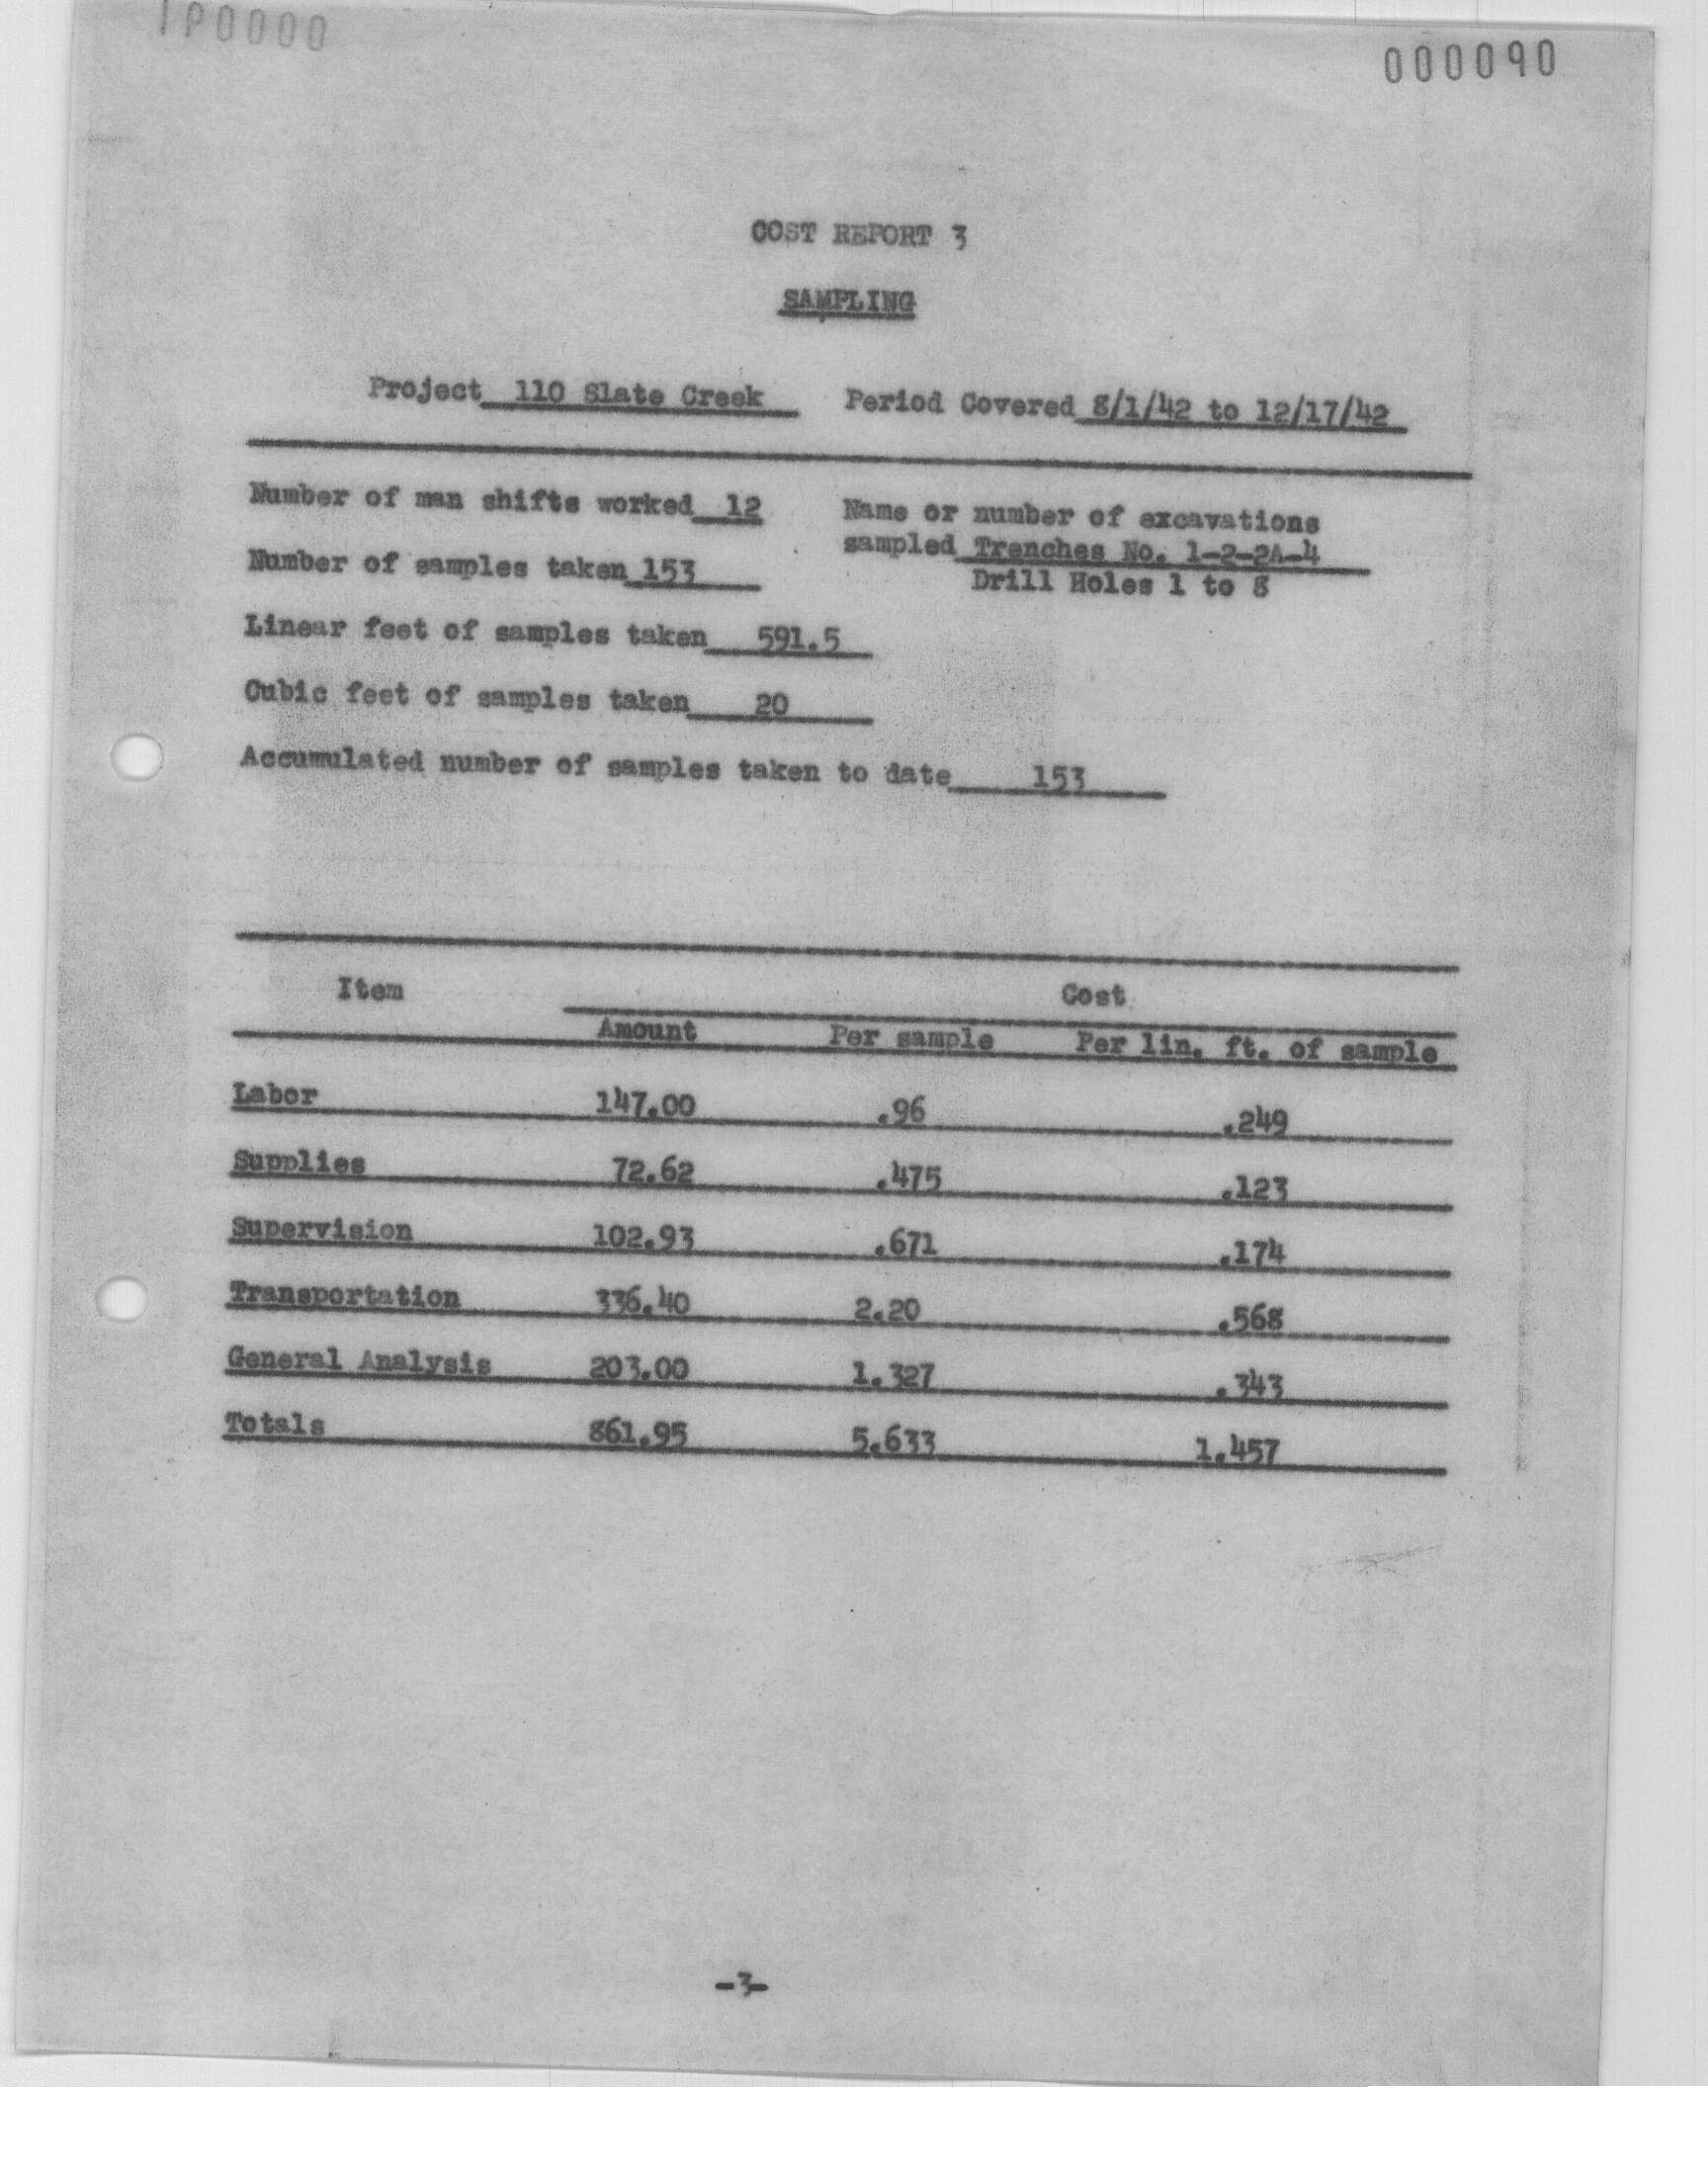 000090
COST REPORT 3
SAMPLING
Project 110 Slate Creek Period Covered 8/1/42 to 12/17/42
Number of man shifts worked 12
Name or number of excavations
sampled Trenches No. 1-2-2A-4
Drill Holes 1 to 8
Number of samples taken 153
Linear feet of samples taken 591.5
Cubic feet of samples taken 20
Accumulated number of samples taken to date 153
Item Cost
Amount Per sample Per lin. ft. of sample
Labor 147.00 .96 .249
Supplies 72.62 .475 .123
Supervision 102.93 .671 .174
Transportation 336.40 2.20 .568
General Analysis 203.00 1.327 .343
Totals 861.95 5.633 1.457
-3-